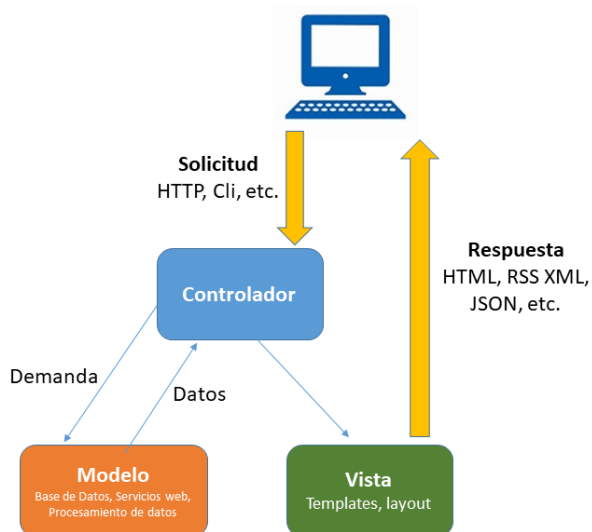 Solicitud
HTTP, Cli, etc.
Respuesta
HTML, RSS XML,
JSON, etc.
Controlador
Demanda
Datos
Modelo
Base de Datos, Servicios web,
Procesamiento de datos
Vista
Templates, layout